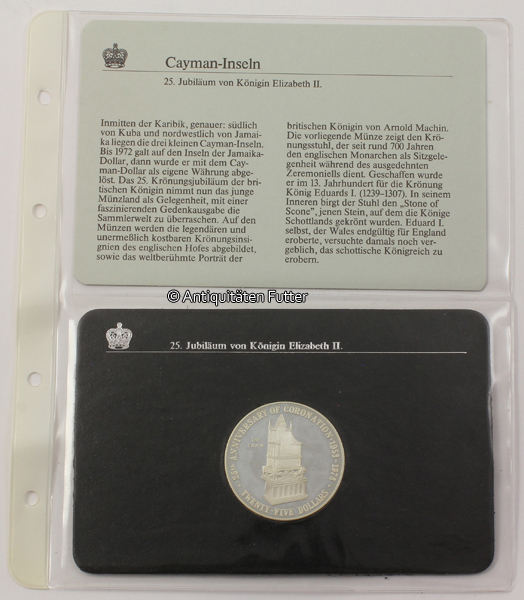 Cayman-Inseln
25. Jubiläum von Königin Elizabeth II.
Inmitten der Karibik, genauer: südlich
von Kuba und nordwestlich von Jamai-
ka liegen die drei kleinen Cayman-Inseln.
Bis 1972 galt auf den Inseln der Jamaika-
Dollar, dann wurde er mit dem Cay-
man-Dollar als eigene Währung abge-
löst. Das 25. Krönungsjubiläum der bri-
tischen Königin nimmt nun das junge
Münzland als Gelegenheit, mit einer
faszinierenden Gedenkausgabe die
Sammlerwelt zu überraschen. Auf den
Münzen werden die legendären und
unermeßlich kostbaren Krönungsinsi-
gnien des englischen Hofes abgebildet,
sowie das weltberühmte Porträt der
britischen Königin von Arnold Machin.
Die vorliegende Münze zeigt den Krö-
nungsstuhl, der seit rund 700 Jahren
den englischen Monarchen als Sitzgele-
genheit während des ausgedehnten
Zeremoniells dient. Geschaffen wurde
er im 13. Jahrhundert für die Krönung
König Eduards I. (1239–1307). In seinem
Inneren birgt der Stuhl den „Stone of
Scone", jenen Stein, auf dem die Könige
Schottlands gekrönt wurden. Eduard I.
selbst, der Wales endgültig für England
eroberte, versuchte damals noch ver-
geblich, das schottische Königreich zu
erobern.
© Antiquitäten Futter
25. Jubiläum von Königin Elizabeth II.
25th ANNIVERSARY OF CORONATION · 1953–1978
TWENTY-FIVE DOLLARS